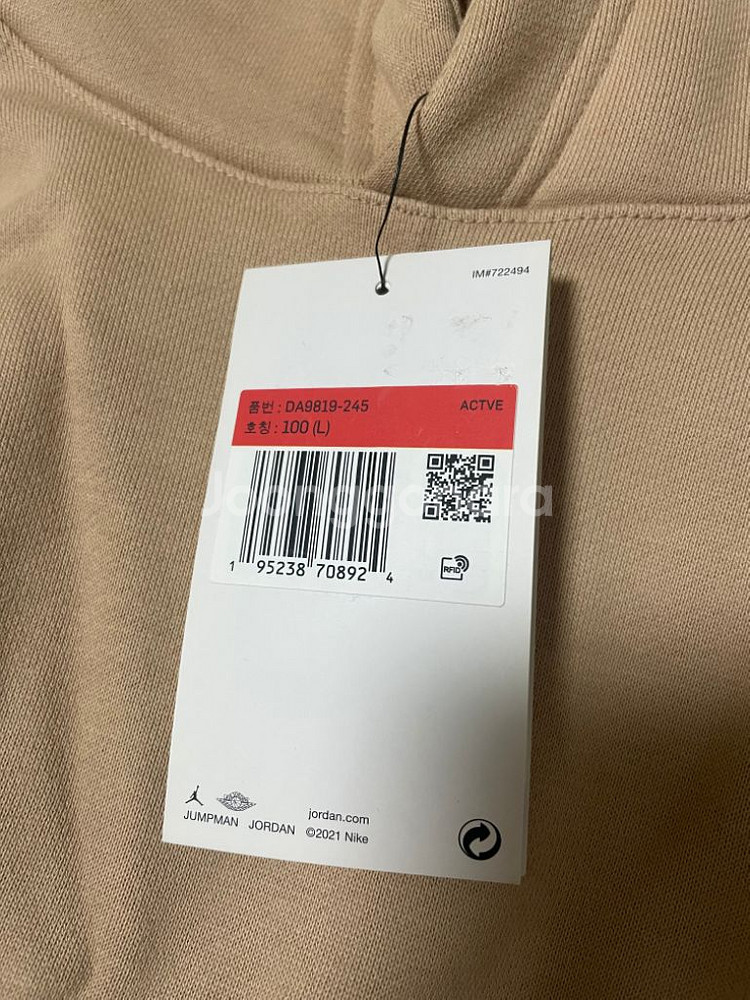 IM#722494
품번 : DA9819-245 ACTVE
호칭 : 100 (L)
Joonggonara
1 95238 70892 4
RFID
jordan.com
JUMPMAN JORDAN ©2021 Nike